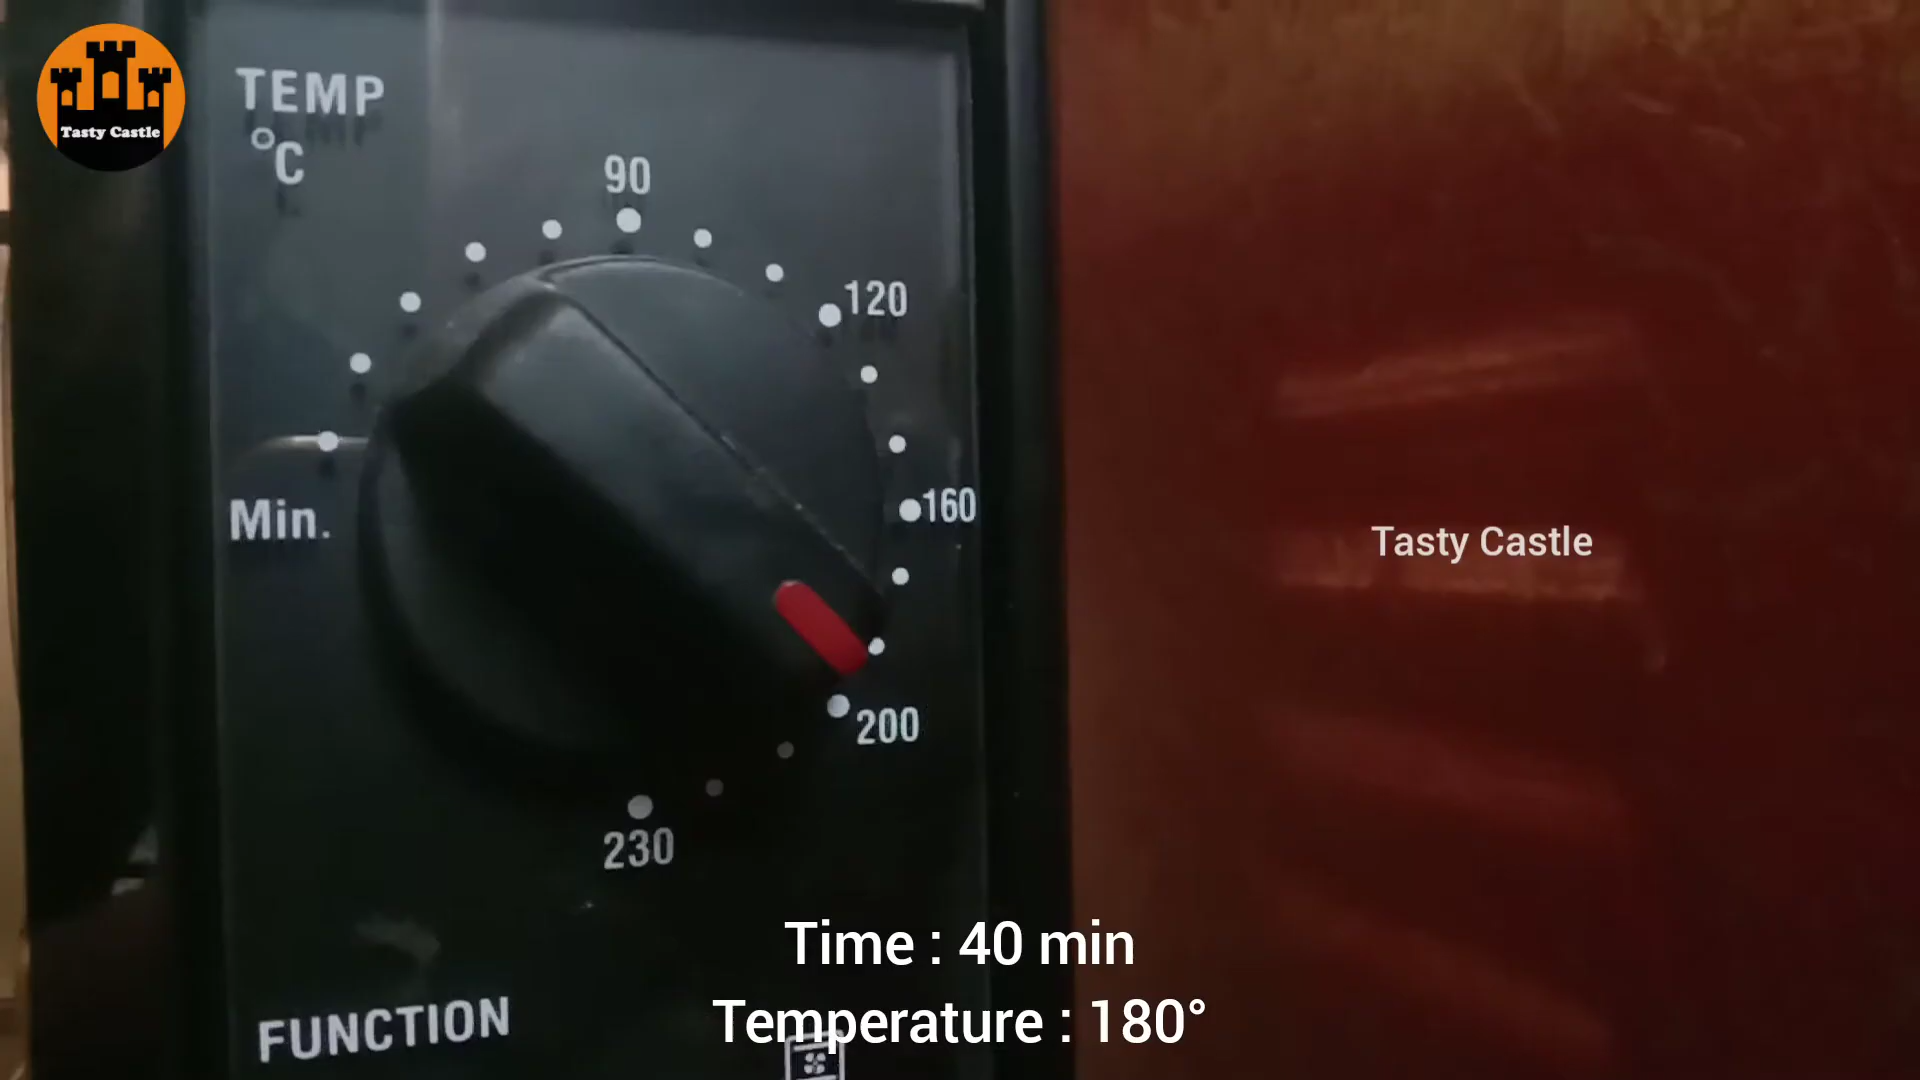 Tasty Castle
TEMP
°C
90
120
160
Min.
Tasty Castle
200
230
Time : 40 min
FUNCTION
Temperature : 180°